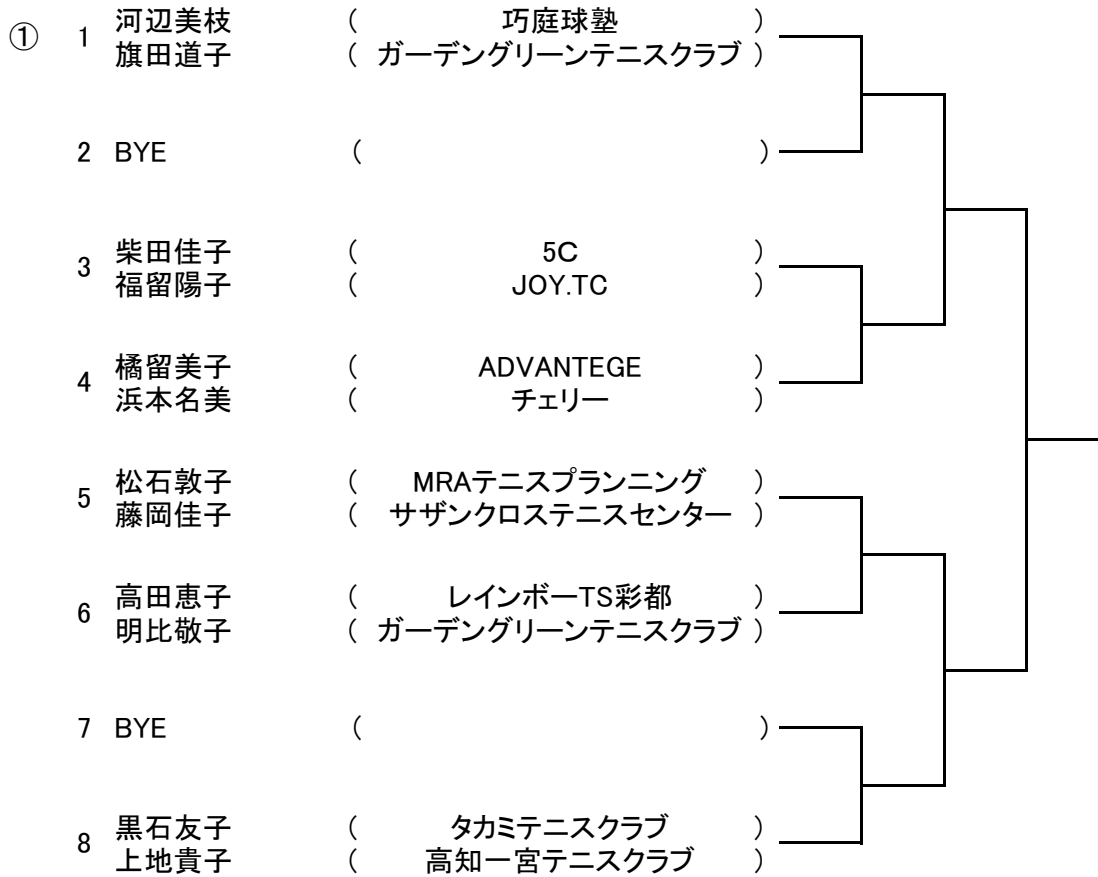 ① 1 河辺美枝 ( 巧庭球塾 )
旗田道子 ( ガーデングリーンテニスクラブ )
2 BYE ( )
3 柴田佳子 ( 5C )
福留陽子 ( JOY.TC )
4 橘留美子 ( ADVANTEGE )
浜本名美 ( チェリー )
5 松石敦子 ( MRAテニスプランニング )
藤岡佳子 ( サザンクロステニスセンター )
6 高田恵子 ( レインボーTS彩都 )
明比敬子 ( ガーデングリーンテニスクラブ )
7 BYE ( )
8 黒石友子 ( タカミテニスクラブ )
上地貴子 ( 高知一宮テニスクラブ )